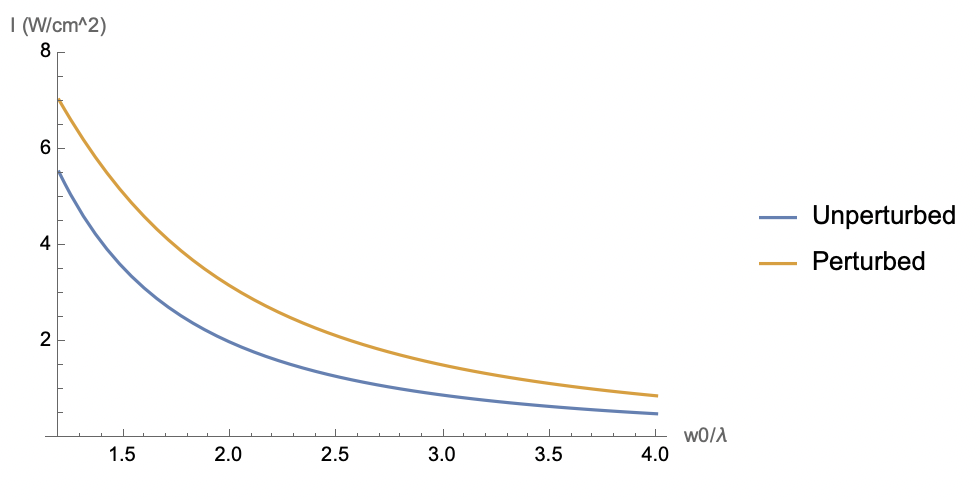 I (W/cm^2)
8
6
4
2
1.5 2.0 2.5 3.0 3.5 4.0
w0/λ
Unperturbed
Perturbed